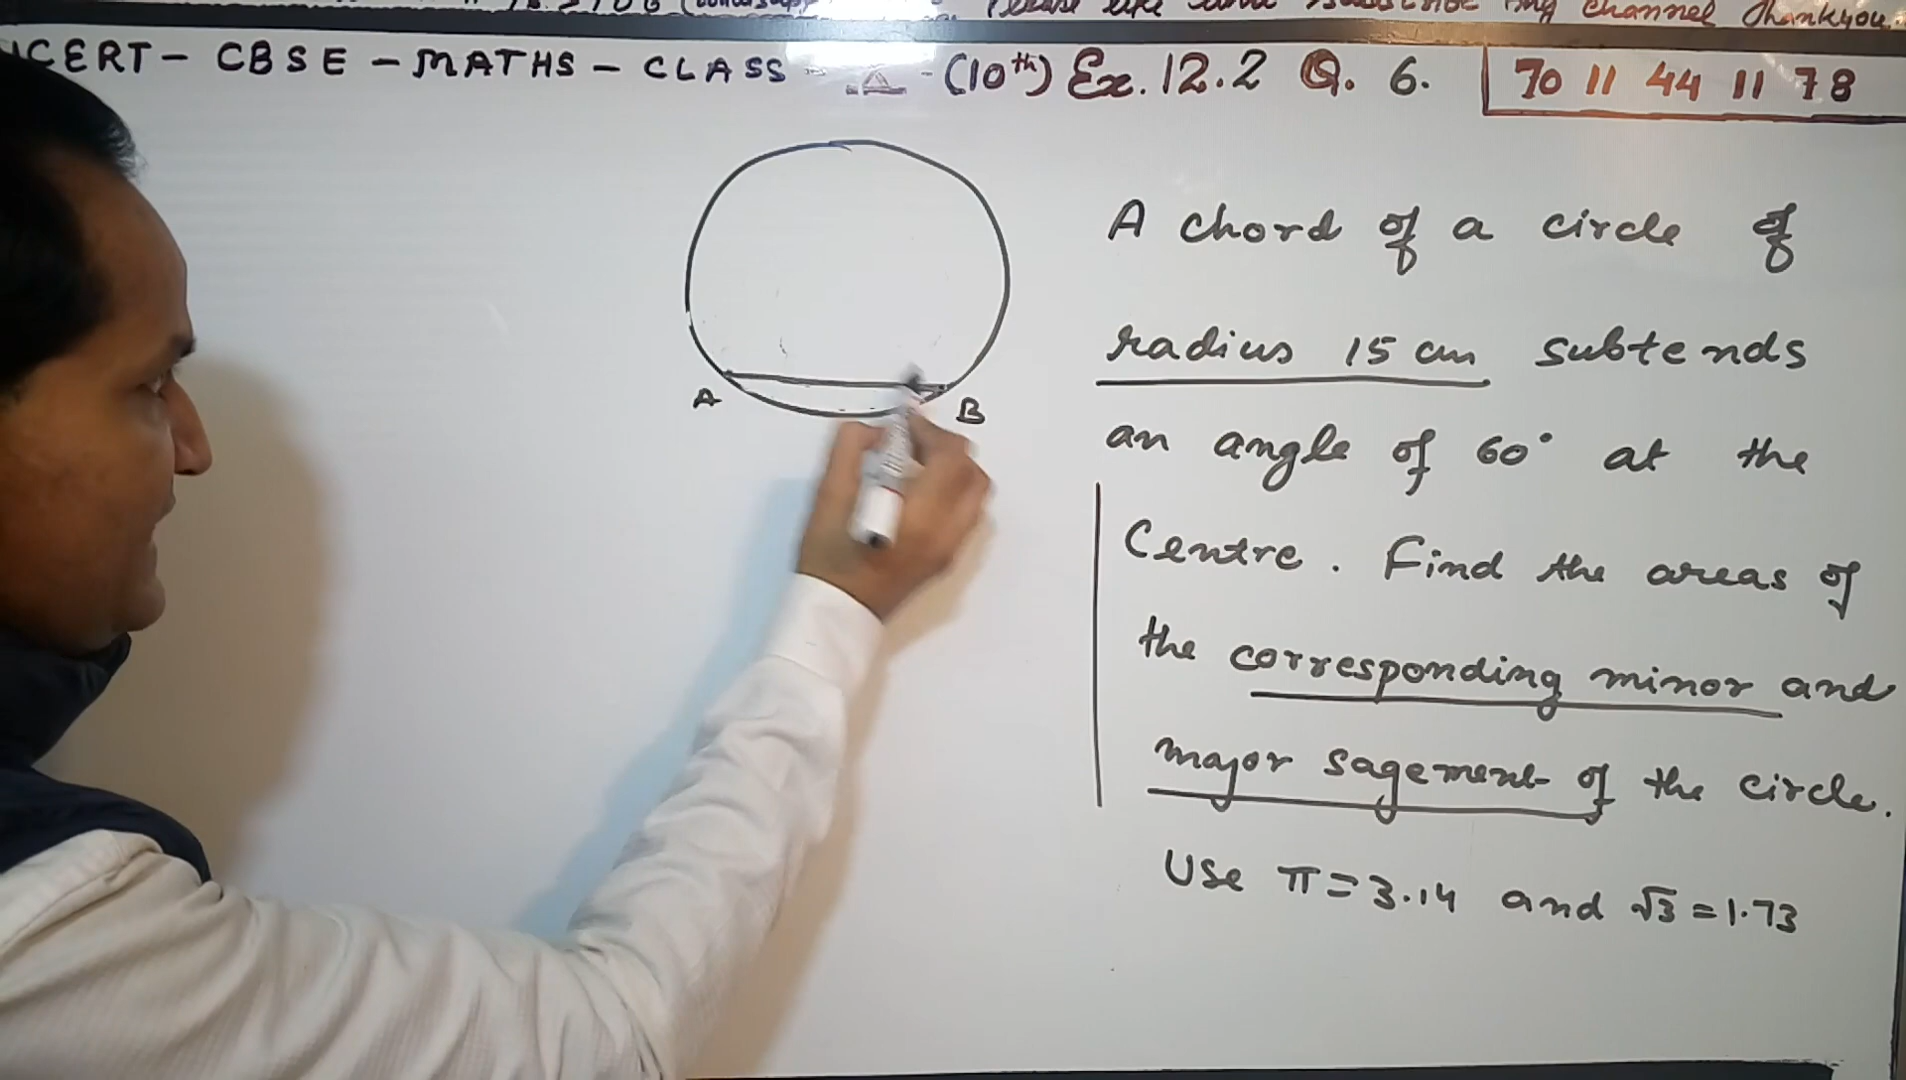 Please like and subscribe my channel Thankyou.
NCERT - CBSE - MATHS - CLASS - (10th) Ex. 12.2 Q. 6.
70 11 44 11 78
A B
A chord of a circle of
radius 15 cm subtends
an angle of 60° at the
Centre. Find the areas of
the corresponding minor and
major sagement of the circle.
Use π = 3.14 and √3 = 1.73